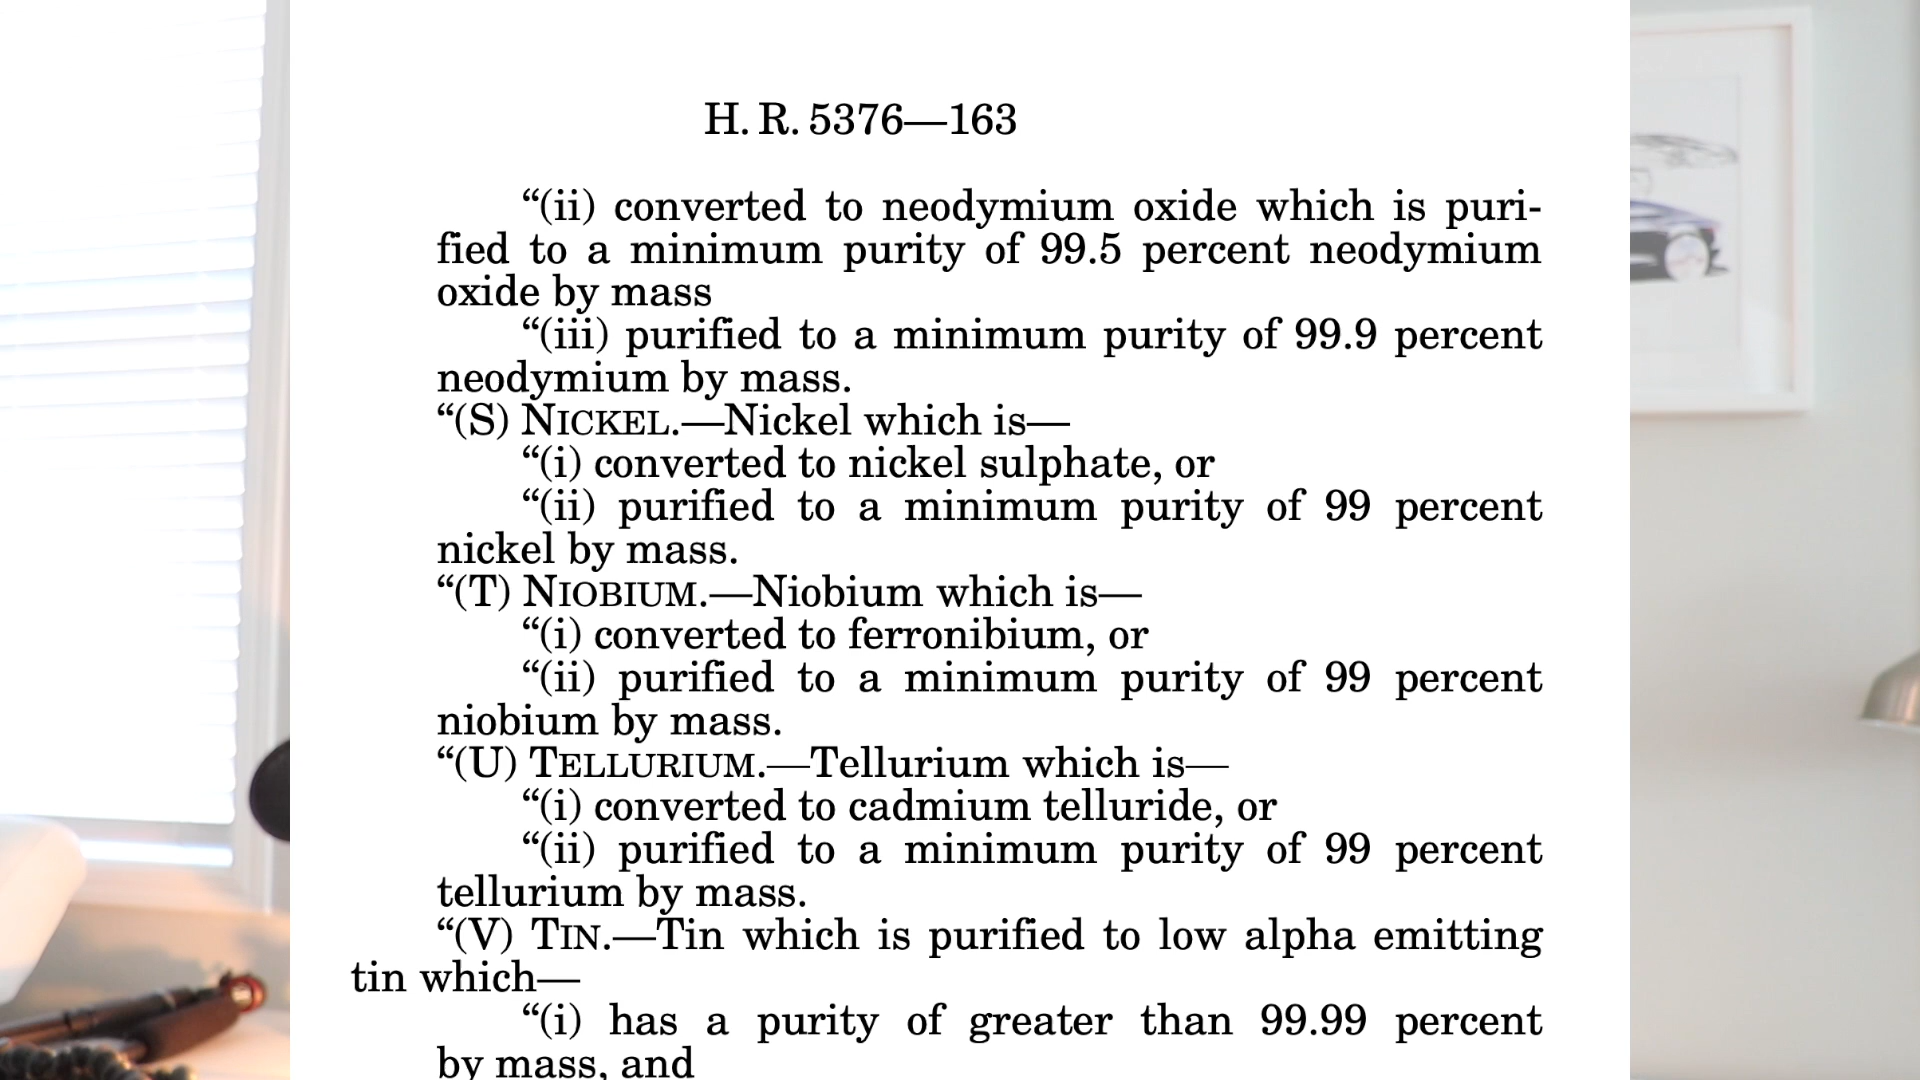 H. R. 5376—163
“(ii) converted to neodymium oxide which is puri-
fied to a minimum purity of 99.5 percent neodymium
oxide by mass
“(iii) purified to a minimum purity of 99.9 percent
neodymium by mass.
“(S) NICKEL.—Nickel which is—
“(i) converted to nickel sulphate, or
“(ii) purified to a minimum purity of 99 percent
nickel by mass.
“(T) NIOBIUM.—Niobium which is—
“(i) converted to ferronibium, or
“(ii) purified to a minimum purity of 99 percent
niobium by mass.
“(U) TELLURIUM.—Tellurium which is—
“(i) converted to cadmium telluride, or
“(ii) purified to a minimum purity of 99 percent
tellurium by mass.
“(V) TIN.—Tin which is purified to low alpha emitting
tin which—
“(i) has a purity of greater than 99.99 percent
by mass, and